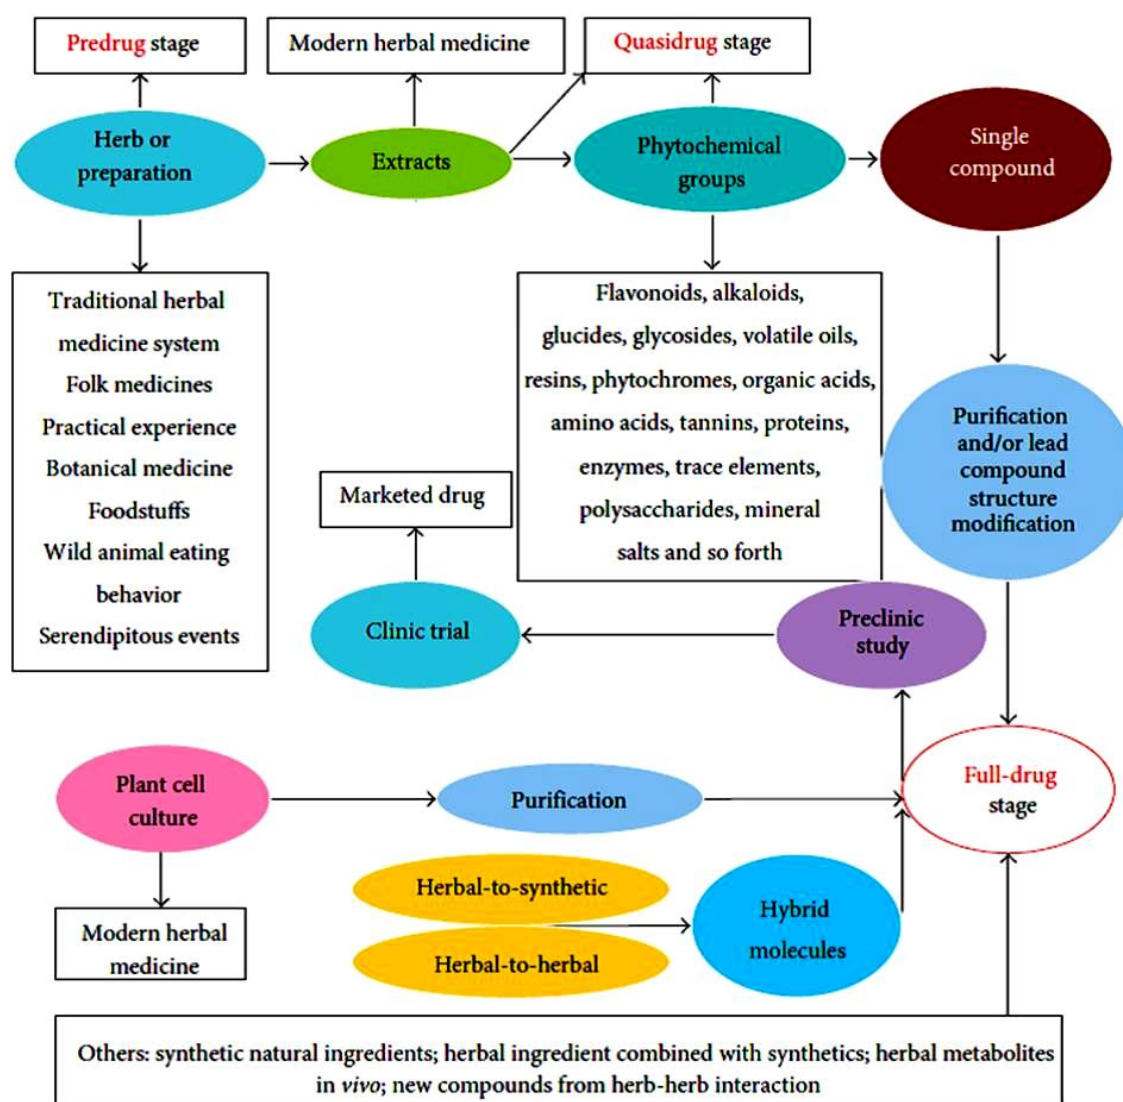 Predrug stage
Modern herbal medicine
Quasidrug stage
Herb or
preparation
Extracts
Phytochemical
groups
Single
compound
Traditional herbal
medicine system
Folk medicines
Practical experience
Botanical medicine
Foodstuffs
Wild animal eating
behavior
Serendipitous events
Flavonoids, alkaloids,
glucides, glycosides, volatile oils,
resins, phytochromes, organic acids,
amino acids, tannins, proteins,
enzymes, trace elements,
polysaccharides, mineral
salts and so forth
Purification
and/or lead
compound
structure
modification
Marketed drug
Clinic trial
Preclinic
study
Plant cell
culture
Purification
Full-drug
stage
Herbal-to-synthetic
Herbal-to-herbal
Hybrid
molecules
Modern herbal
medicine
Others: synthetic natural ingredients; herbal ingredient combined with synthetics; herbal metabolites
in vivo; new compounds from herb-herb interaction